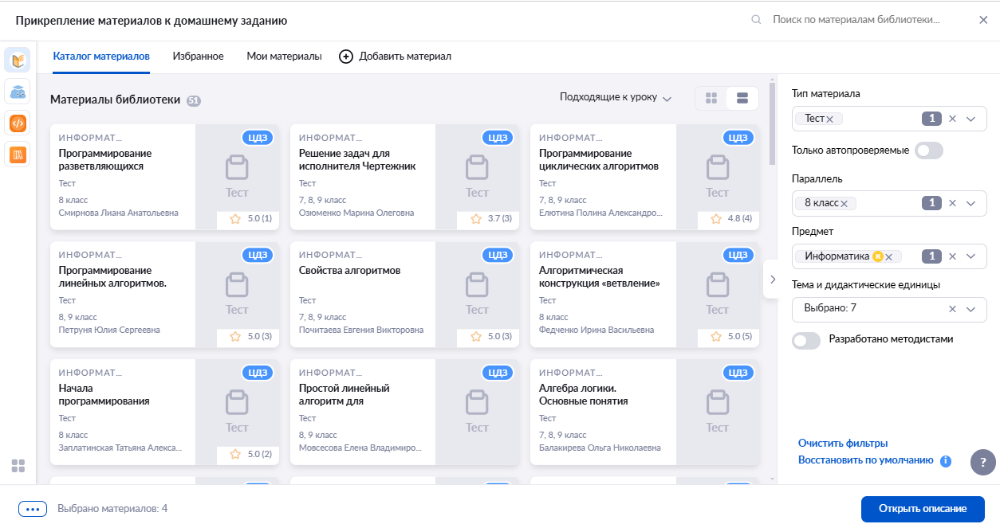 Прикрепление материалов к домашнему заданию
Поиск по материалам библиотеки...
Каталог материалов
Избранное
Мои материалы
Добавить материал
Материалы библиотеки 51
Подходящие к уроку
ИНФОРМАТ...
ЦДЗ
Программирование
разветвляющихся
Тест
8 класс
Смирнова Лиана Анатольевна
Тест
5.0 (1)
ИНФОРМАТ...
ЦДЗ
Решение задач для
исполнителя Чертежник
Тест
7, 8, 9 класс
Озюменко Марина Олеговна
Тест
3.7 (3)
ИНФОРМАТ...
ЦДЗ
Программирование
циклических алгоритмов
Тест
7, 8, 9 класс
Елютина Полина Александро...
Тест
4.8 (4)
ИНФОРМАТ...
ЦДЗ
Программирование
линейных алгоритмов.
Тест
8, 9 класс
Петруня Юлия Сергеевна
Тест
5.0 (3)
ИНФОРМАТ...
ЦДЗ
Свойства алгоритмов
Тест
7, 8, 9 класс
Почитаева Евгения Викторовна
Тест
5.0 (3)
ИНФОРМАТ...
ЦДЗ
Алгоритмическая
конструкция «ветвление»
Тест
8 класс
Федченко Ирина Васильевна
Тест
5.0 (5)
ИНФОРМАТ...
ЦДЗ
Начала
программирования
Тест
8 класс
Заплатинская Татьяна Алекса...
Тест
5.0 (2)
ИНФОРМАТ...
ЦДЗ
Простой линейный
алгоритм для
Тест
8, 9 класс
Мовсесова Елена Владимиро...
Тест
ИНФОРМАТ...
ЦДЗ
Алгебра логики.
Основные понятия
Тест
7, 8, 9 класс
Балакирева Ольга Николаевна
Тест
Тип материала
Тест 1
Только автопроверяемые
Параллель
8 класс 1
Предмет
Информатика К 1
Тема и дидактические единицы
Выбрано: 7
Разработано методистами
Очистить фильтры
Восстановить по умолчанию i
?
Выбрано материалов: 4
Открыть описание